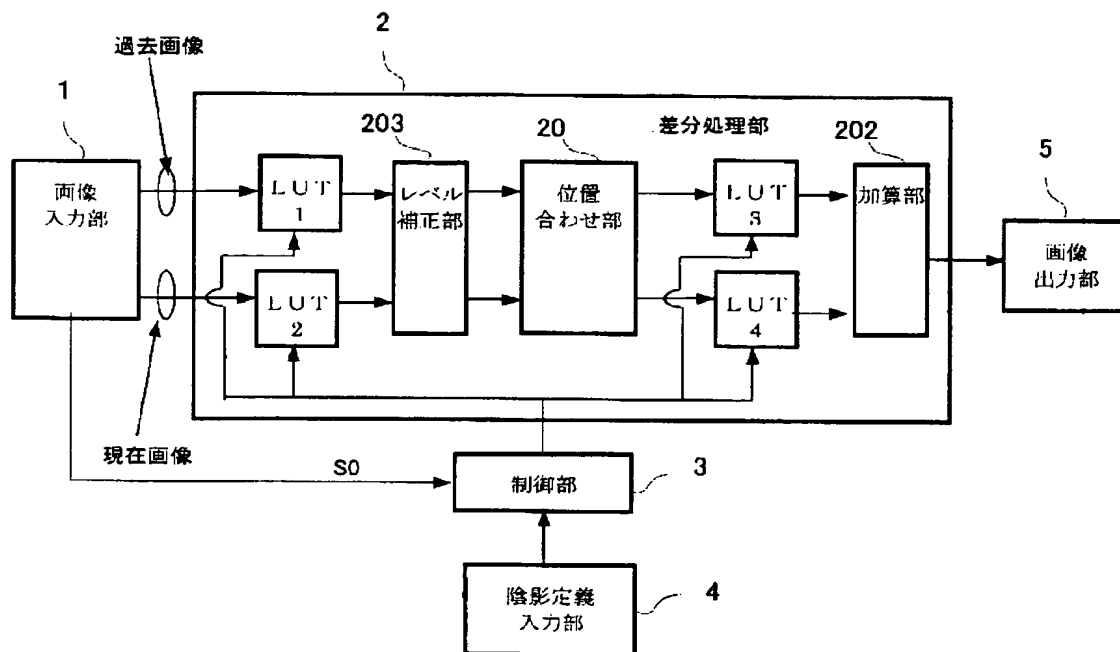 過去画像
1
2
203
20
差分処理部
202
5
画像
入力部
LUT
1
レベル
補正部
位置
合わせ部
LUT
3
加算部
画像
出力部
LUT
2
LUT
4
現在画像
S0
制御部
3
陰影定義
入力部
4